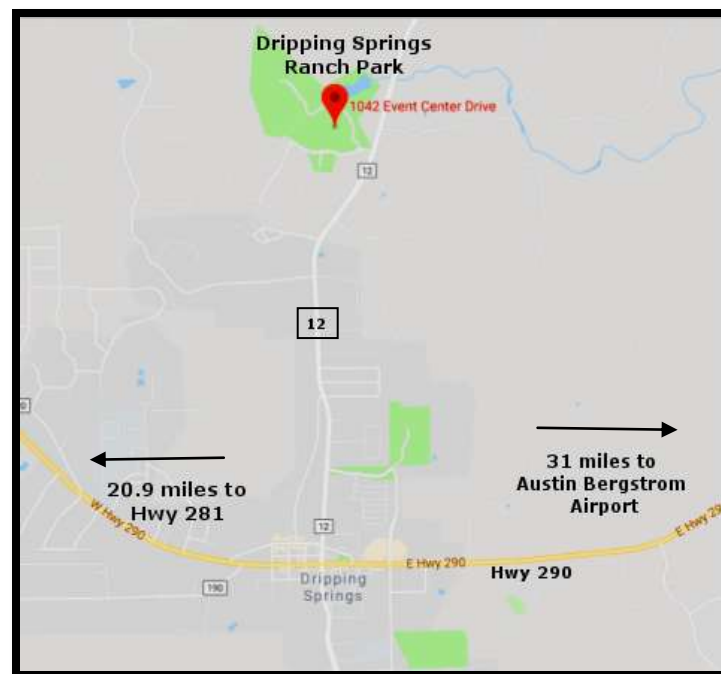 Dripping Springs
Ranch Park
1042 Event Center Drive
12
12
31 miles to
Austin Bergstrom
Airport
20.9 miles to
Hwy 281
W Hwy 290
12
E Hwy 290
E Hwy 290
Hwy 290
Dripping
Springs
190